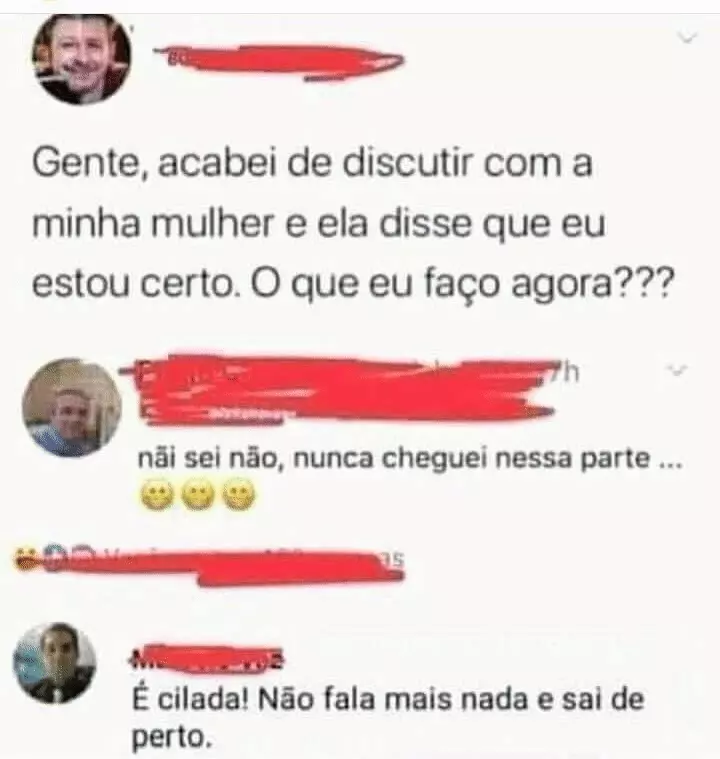 Gente, acabei de discutir com a
minha mulher e ela disse que eu
estou certo. O que eu faço agora???
7h
nãi sei não, nunca cheguei nessa parte ...
😁😁😁
É cilada! Não fala mais nada e sai de
perto.